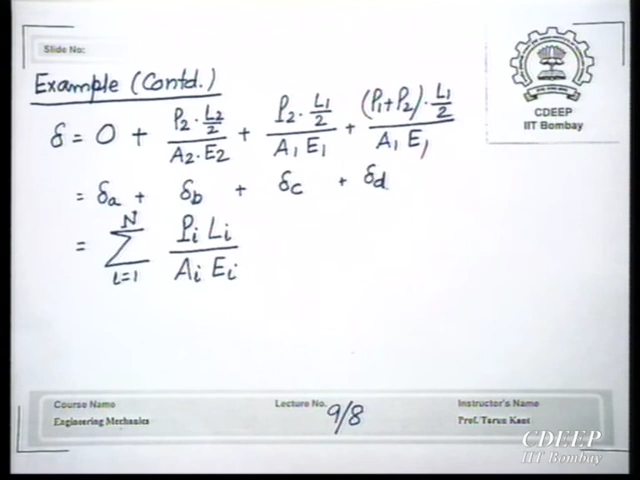 Slide No:
CDEEP
IIT Bombay
Example (Contd.)
δ = 0 + P2 · L2/2 / A2 · E2 + P2 · L1/2 / A1 E1 + (P1 + P2) · L1/2 / A1 E1
= δa + δb + δc + δd
= N Σ i=1 Pi Li / Ai Ei
Course Name
Engineering Mechanics
Lecture No.
9/8
Instructor's Name
Prof. Tarun Kant
CDEEP
IIT Bombay